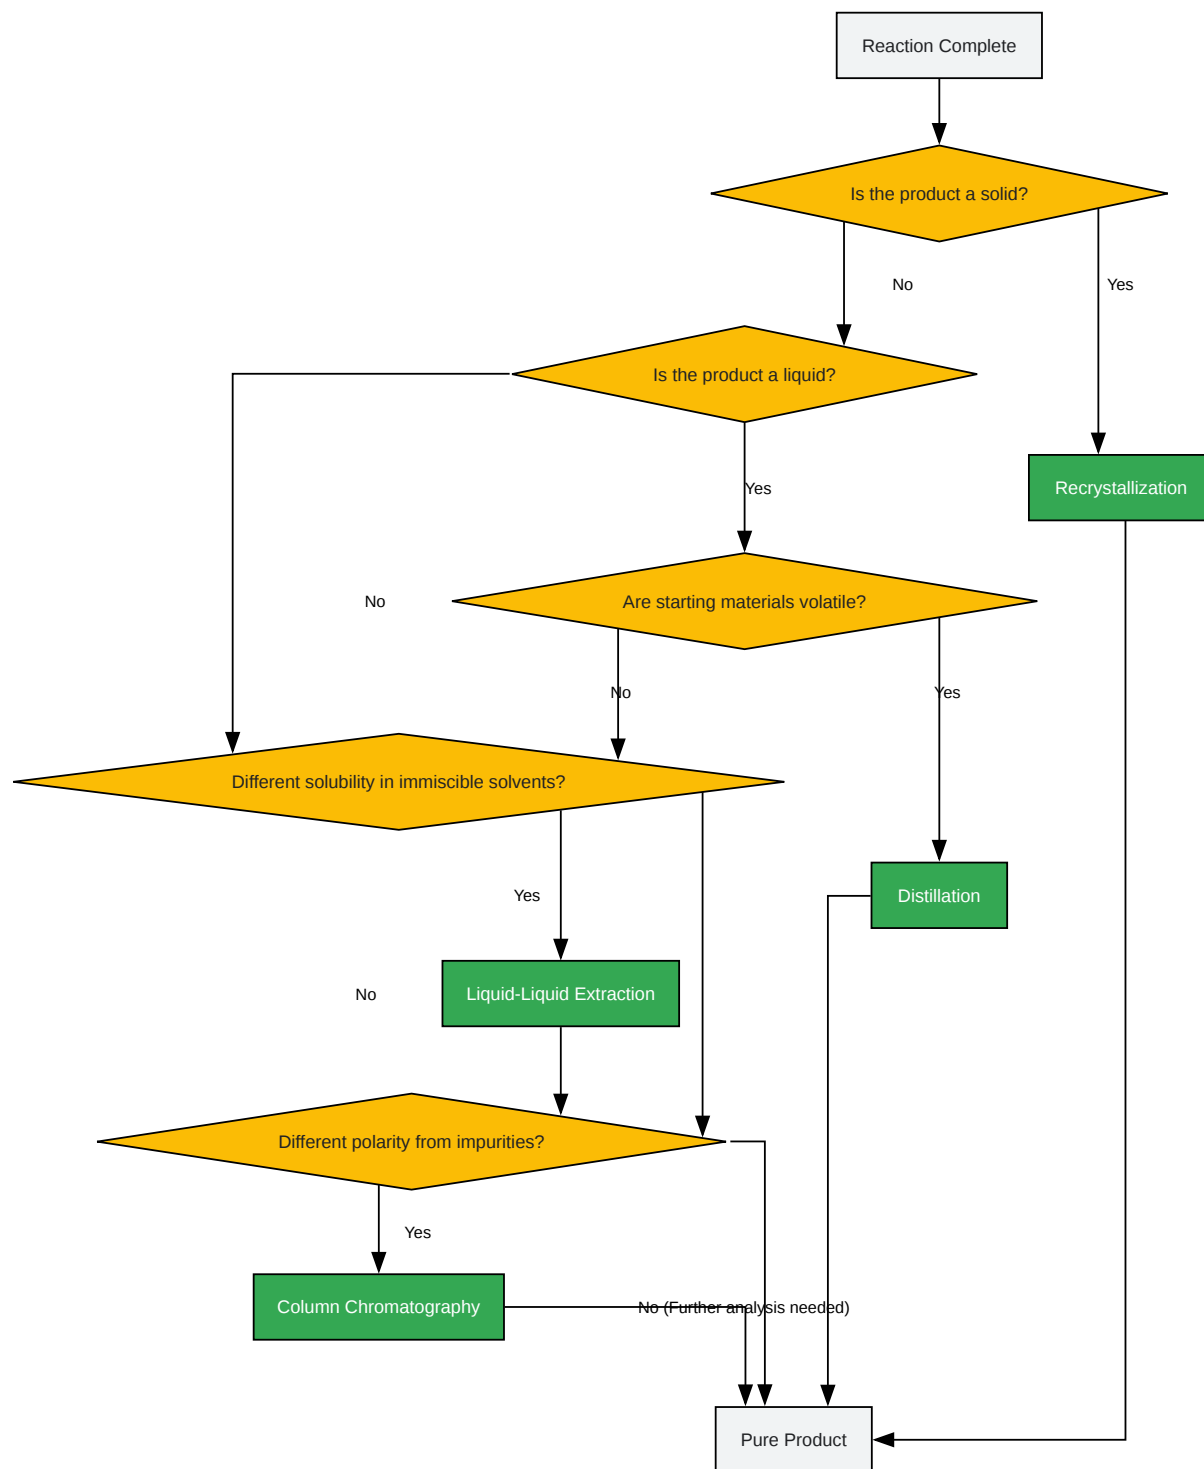 Reaction Complete
Is the product a solid?
No
Yes
Is the product a liquid?
Yes
Recrystallization
No
Are starting materials volatile?
No
Yes
Different solubility in immiscible solvents?
Yes
Distillation
No
Liquid-Liquid Extraction
Different polarity from impurities?
Yes
Column Chromatography
No (Further analysis needed)
Pure Product